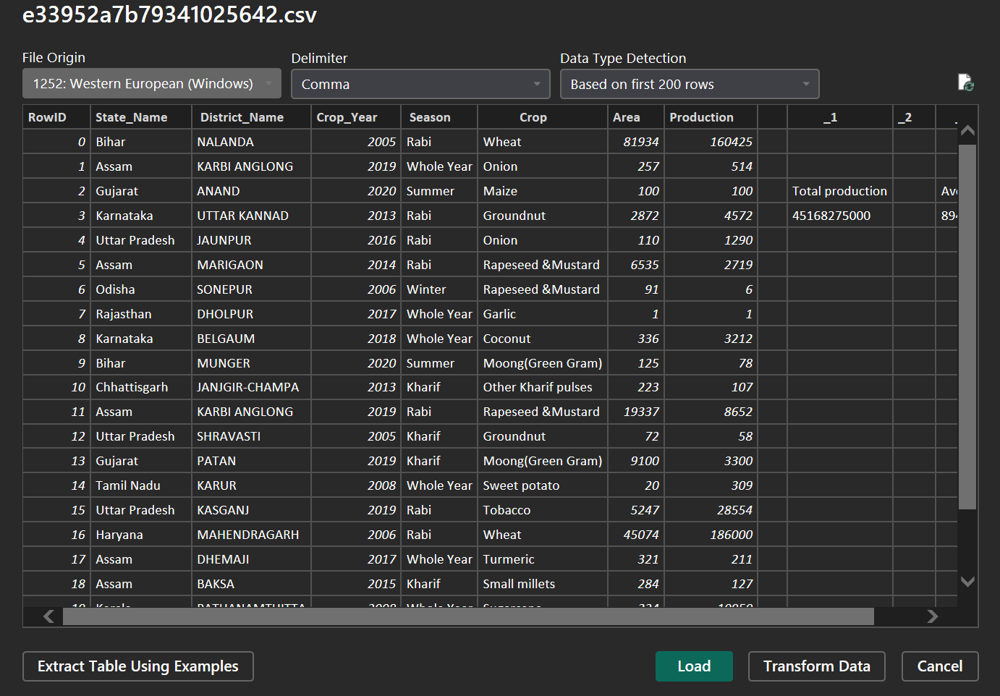 e33952a7b79341025642.csv
File Origin Delimiter Data Type Detection
1252: Western European (Windows) Comma Based on first 200 rows
RowID State_Name District_Name Crop_Year Season Crop Area Production _1 _2
0 Bihar NALANDA 2005 Rabi Wheat 81934 160425
1 Assam KARBI ANGLONG 2019 Whole Year Onion 257 514
2 Gujarat ANAND 2020 Summer Maize 100 100 Total production
3 Karnataka UTTAR KANNAD 2013 Rabi Groundnut 2872 4572 45168275000
4 Uttar Pradesh JAUNPUR 2016 Rabi Onion 110 1290
5 Assam MARIGAON 2014 Rabi Rapeseed &Mustard 6535 2719
6 Odisha SONEPUR 2006 Winter Rapeseed &Mustard 91 6
7 Rajasthan DHOLPUR 2017 Whole Year Garlic 1 1
8 Karnataka BELGAUM 2018 Whole Year Coconut 336 3212
9 Bihar MUNGER 2020 Summer Moong(Green Gram) 125 78
10 Chhattisgarh JANJGIR-CHAMPA 2013 Kharif Other Kharif pulses 223 107
11 Assam KARBI ANGLONG 2019 Rabi Rapeseed &Mustard 19337 8652
12 Uttar Pradesh SHRAVASTI 2005 Kharif Groundnut 72 58
13 Gujarat PATAN 2019 Kharif Moong(Green Gram) 9100 3300
14 Tamil Nadu KARUR 2008 Whole Year Sweet potato 20 309
15 Uttar Pradesh KASGANJ 2019 Rabi Tobacco 5247 28554
16 Haryana MAHENDRAGARH 2006 Rabi Wheat 45074 186000
17 Assam DHEMAJI 2017 Whole Year Turmeric 321 211
18 Assam BAKSA 2015 Kharif Small millets 284 127
Extract Table Using Examples Load Transform Data Cancel